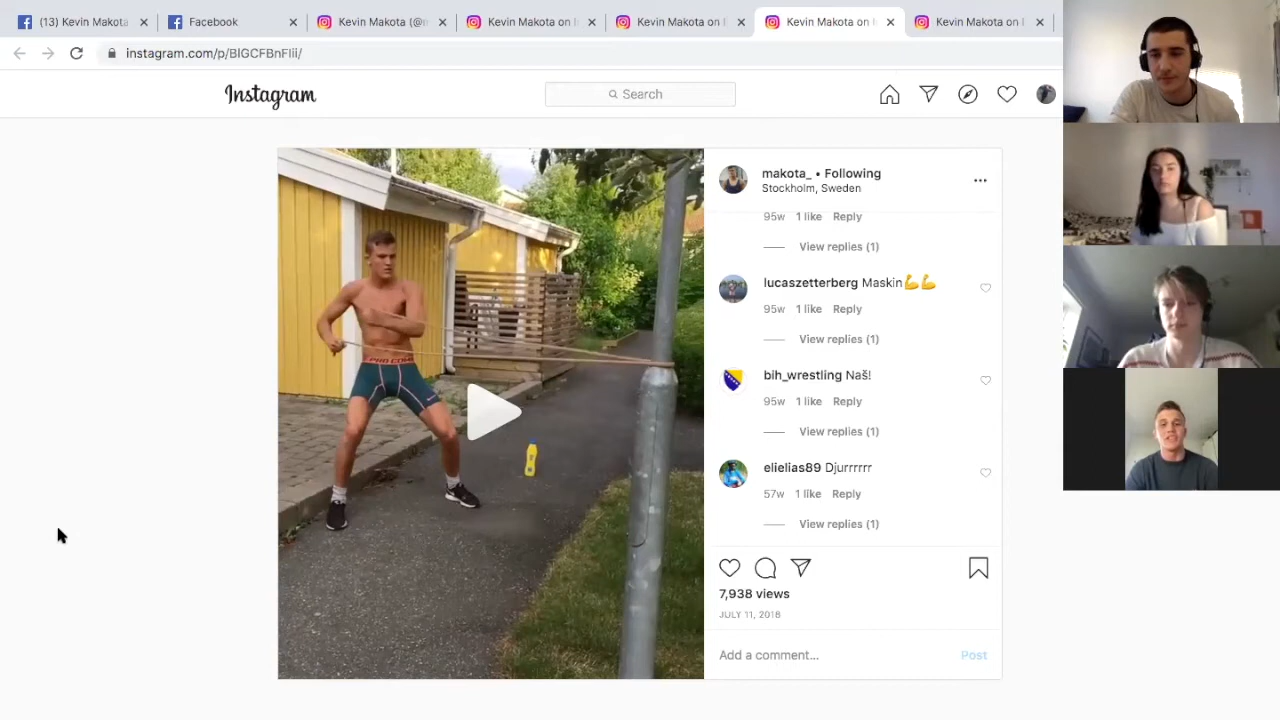 (13) Kevin Makota
Facebook
Kevin Makota (@m
Kevin Makota on I
Kevin Makota on I
Kevin Makota on I
Kevin Makota on I
instagram.com/p/BlGCFBnFIii/
Instagram
Search
makota_ • Following
Stockholm, Sweden
95w 1 like Reply
View replies (1)
lucaszetterberg Maskin💪💪
95w 1 like Reply
View replies (1)
bih_wrestling Naš!
95w 1 like Reply
View replies (1)
elielias89 Djurrrrrr
57w 1 like Reply
View replies (1)
7,938 views
JULY 11, 2018
Add a comment...
Post